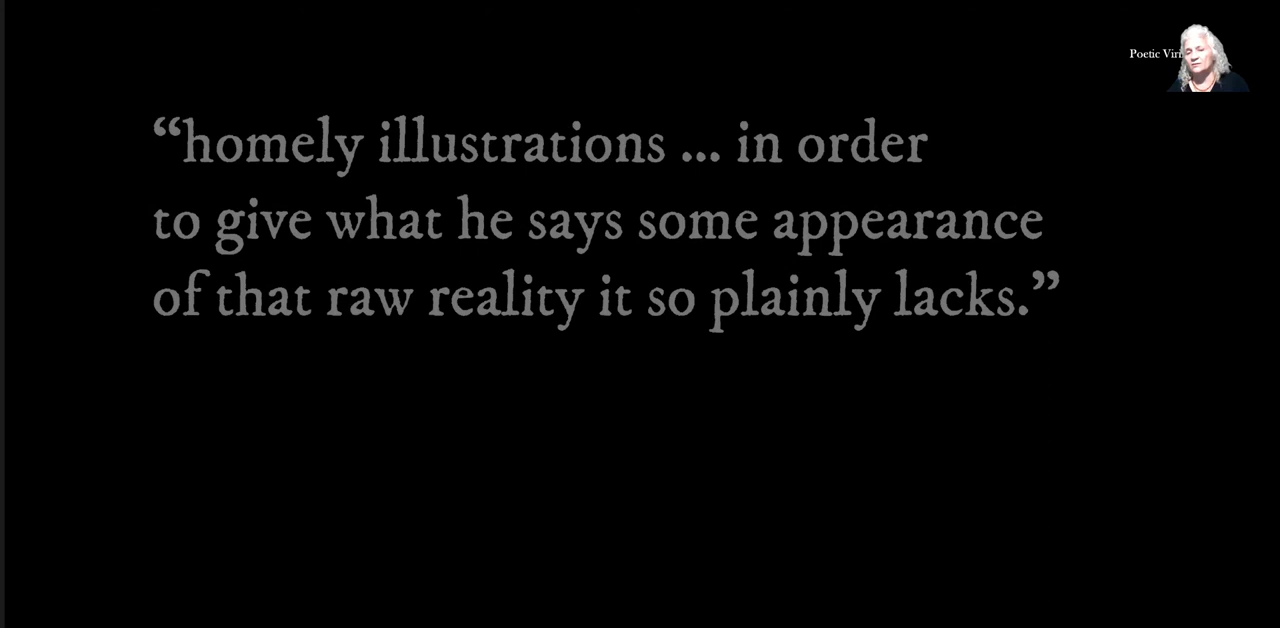 Poetic
“homely illustrations ... in order
to give what he says some appearance
of that raw reality it so plainly lacks.”